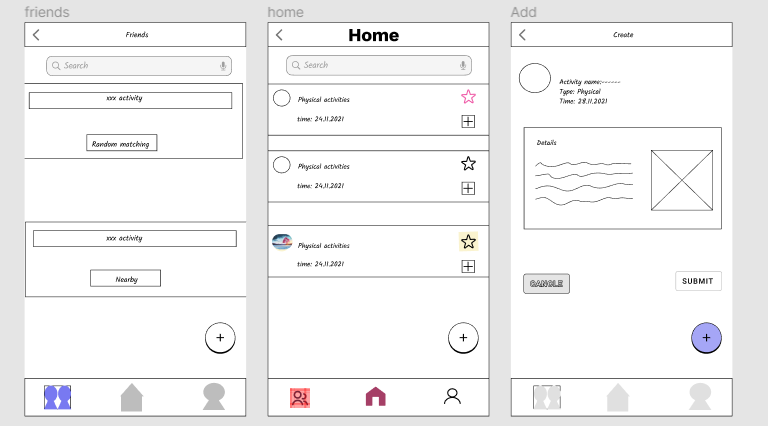 friends
Friends
Search
xxx activity
Random matching
xxx activity
Nearby
+
home
Home
Search
Physical activities
time: 24.11.2021
Physical activities
time: 24.11.2021
Physical activities
time: 24.11.2021
+
Add
Create
Activity name:------
Type: Physical
Time: 28.11.2021
Details
CANCLE
SUBMIT
+